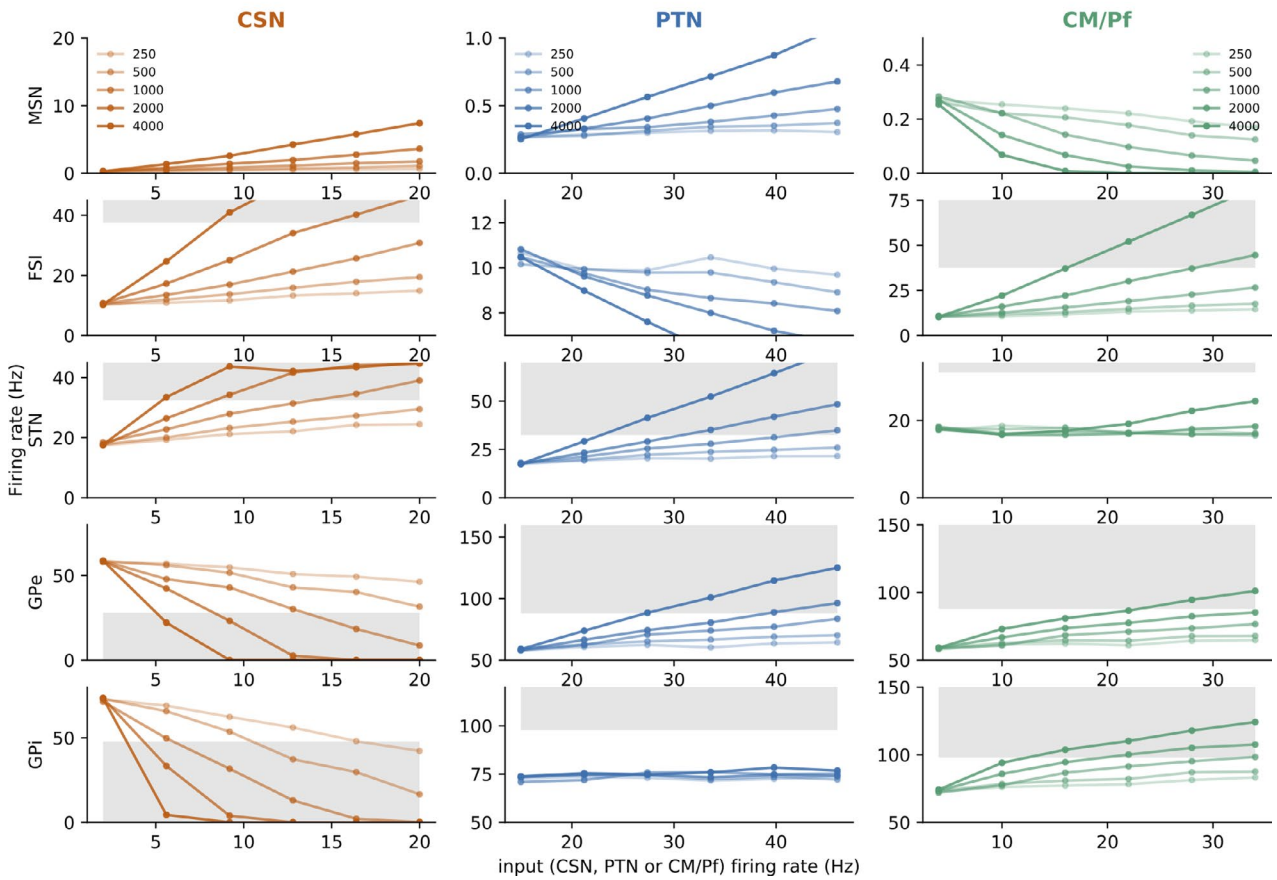 CSN PTN CM/Pf
MSN
20
10
0
5 10 15 20
250
500
1000
2000
4000
1.0
0.5
0.0
20 30 40
250
500
1000
2000
4000
0.4
0.2
0.0
10 20 30
250
500
1000
2000
4000
Firing rate (Hz)
FSI
40
20
0
5 10 15 20
12
10
8
20 30 40
75
50
25
0
10 20 30
STN
40
20
0
5 10 15 20
50
25
0
20 30 40
20
0
10 20 30
GPe
50
0
5 10 15 20
150
100
50
20 30 40
150
100
50
10 20 30
GPi
50
0
5 10 15 20
100
75
50
20 30 40
150
100
50
10 20 30
input (CSN, PTN or CM/Pf) firing rate (Hz)